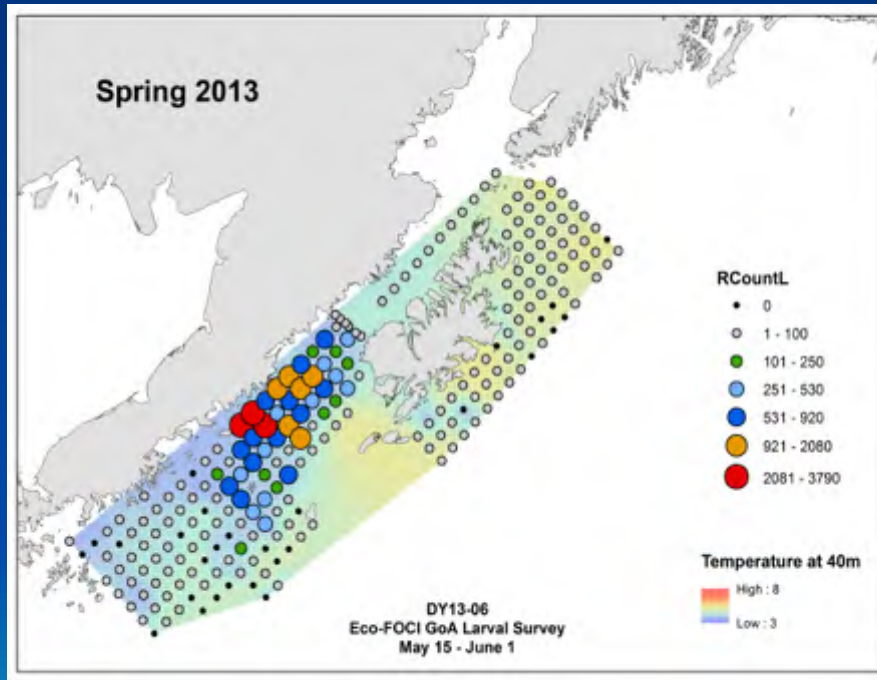 Spring 2013
RCountL
0
1 - 100
101 - 250
251 - 530
531 - 920
921 - 2080
2081 - 3790
Temperature at 40m
High : 8
Low : 3
DY13-06
Eco-FOCI GoA Larval Survey
May 15 - June 1